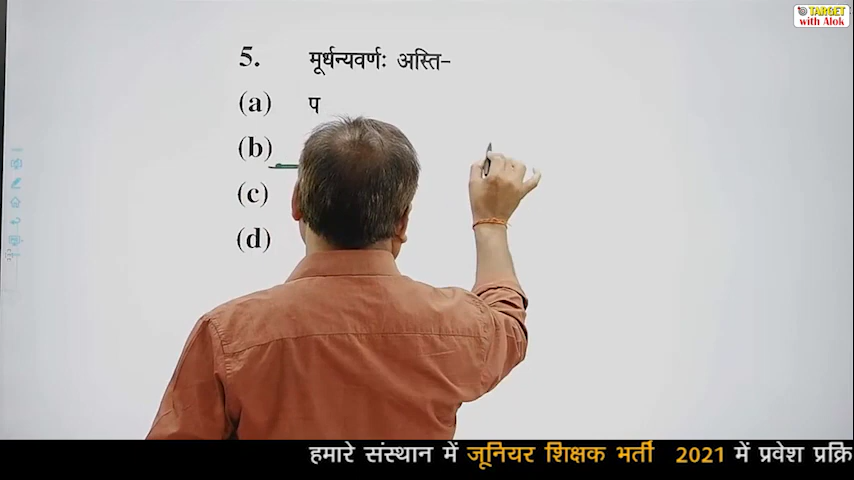 TARGET
with Alok
5. मूर्धन्यवर्णः अस्ति-
(a) प
(b)
(c)
(d)
हमारे संस्थान में जूनियर शिक्षक भर्ती 2021 में प्रवेश प्रक्रि